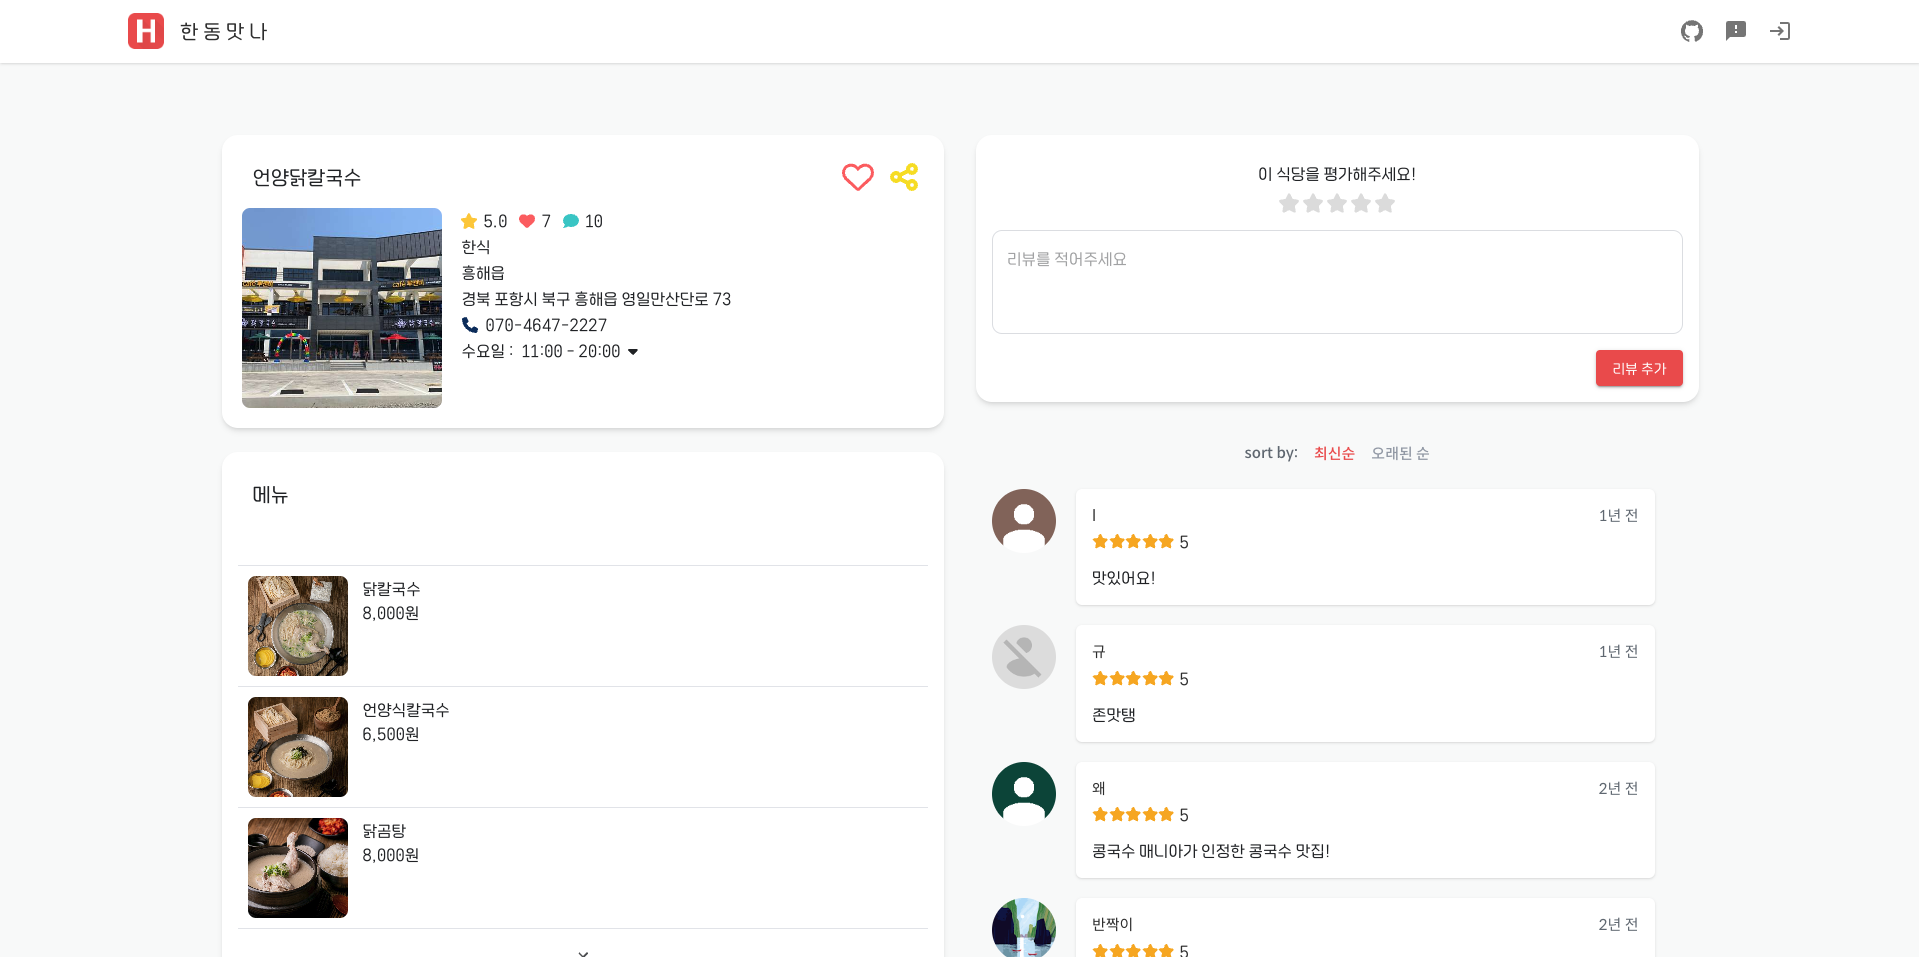 H 한동맛나
언양닭칼국수
5.0 7 10
한식
흥해읍
경북 포항시 북구 흥해읍 영일만산단로 73
070-4647-2227
수요일 : 11:00 - 20:00
메뉴
닭칼국수
8,000원
언양식칼국수
6,500원
닭곰탕
8,000원
이 식당을 평가해주세요!
리뷰를 적어주세요
리뷰 추가
sort by: 최신순 오래된 순
l 1년 전
5
맛있어요!
규 1년 전
5
존맛탱
왜 2년 전
5
콩국수 매니아가 인정한 콩국수 맛집!
반짝이 2년 전
5